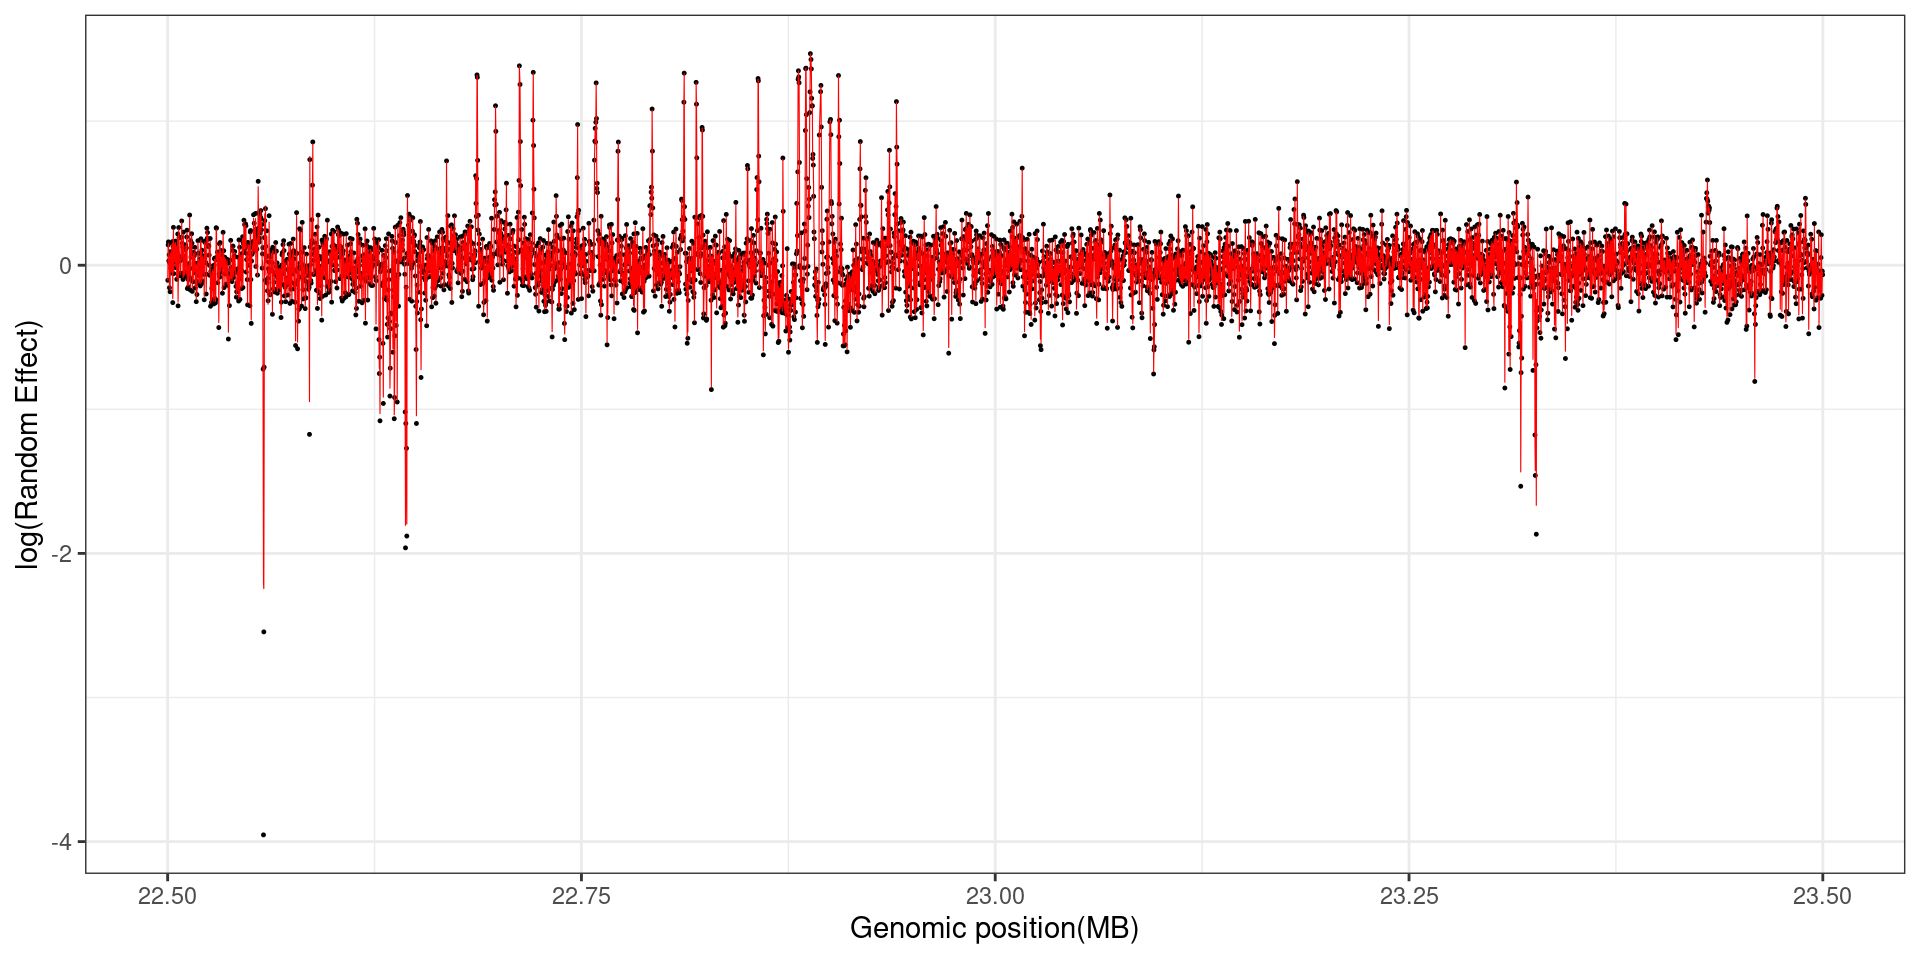 log(Random Effect)
0
-2
-4
22.50 22.75 23.00 23.25 23.50
Genomic position(MB)